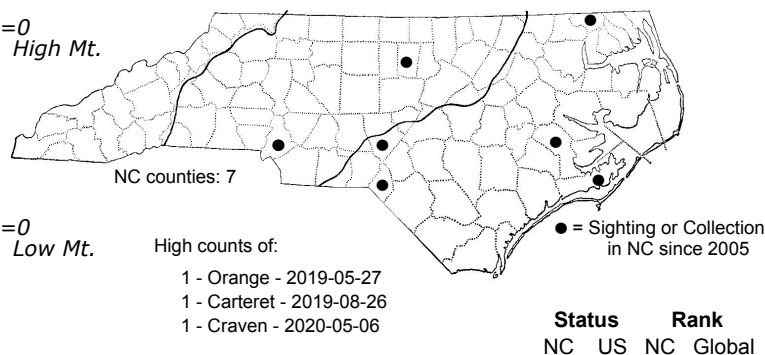 =0
High Mt.
NC counties: 7
=0
Low Mt.
High counts of:
1 - Orange - 2019-05-27
1 - Carteret - 2019-08-26
1 - Craven - 2020-05-06
● = Sighting or Collection
in NC since 2005
Status Rank
NC US NC Global